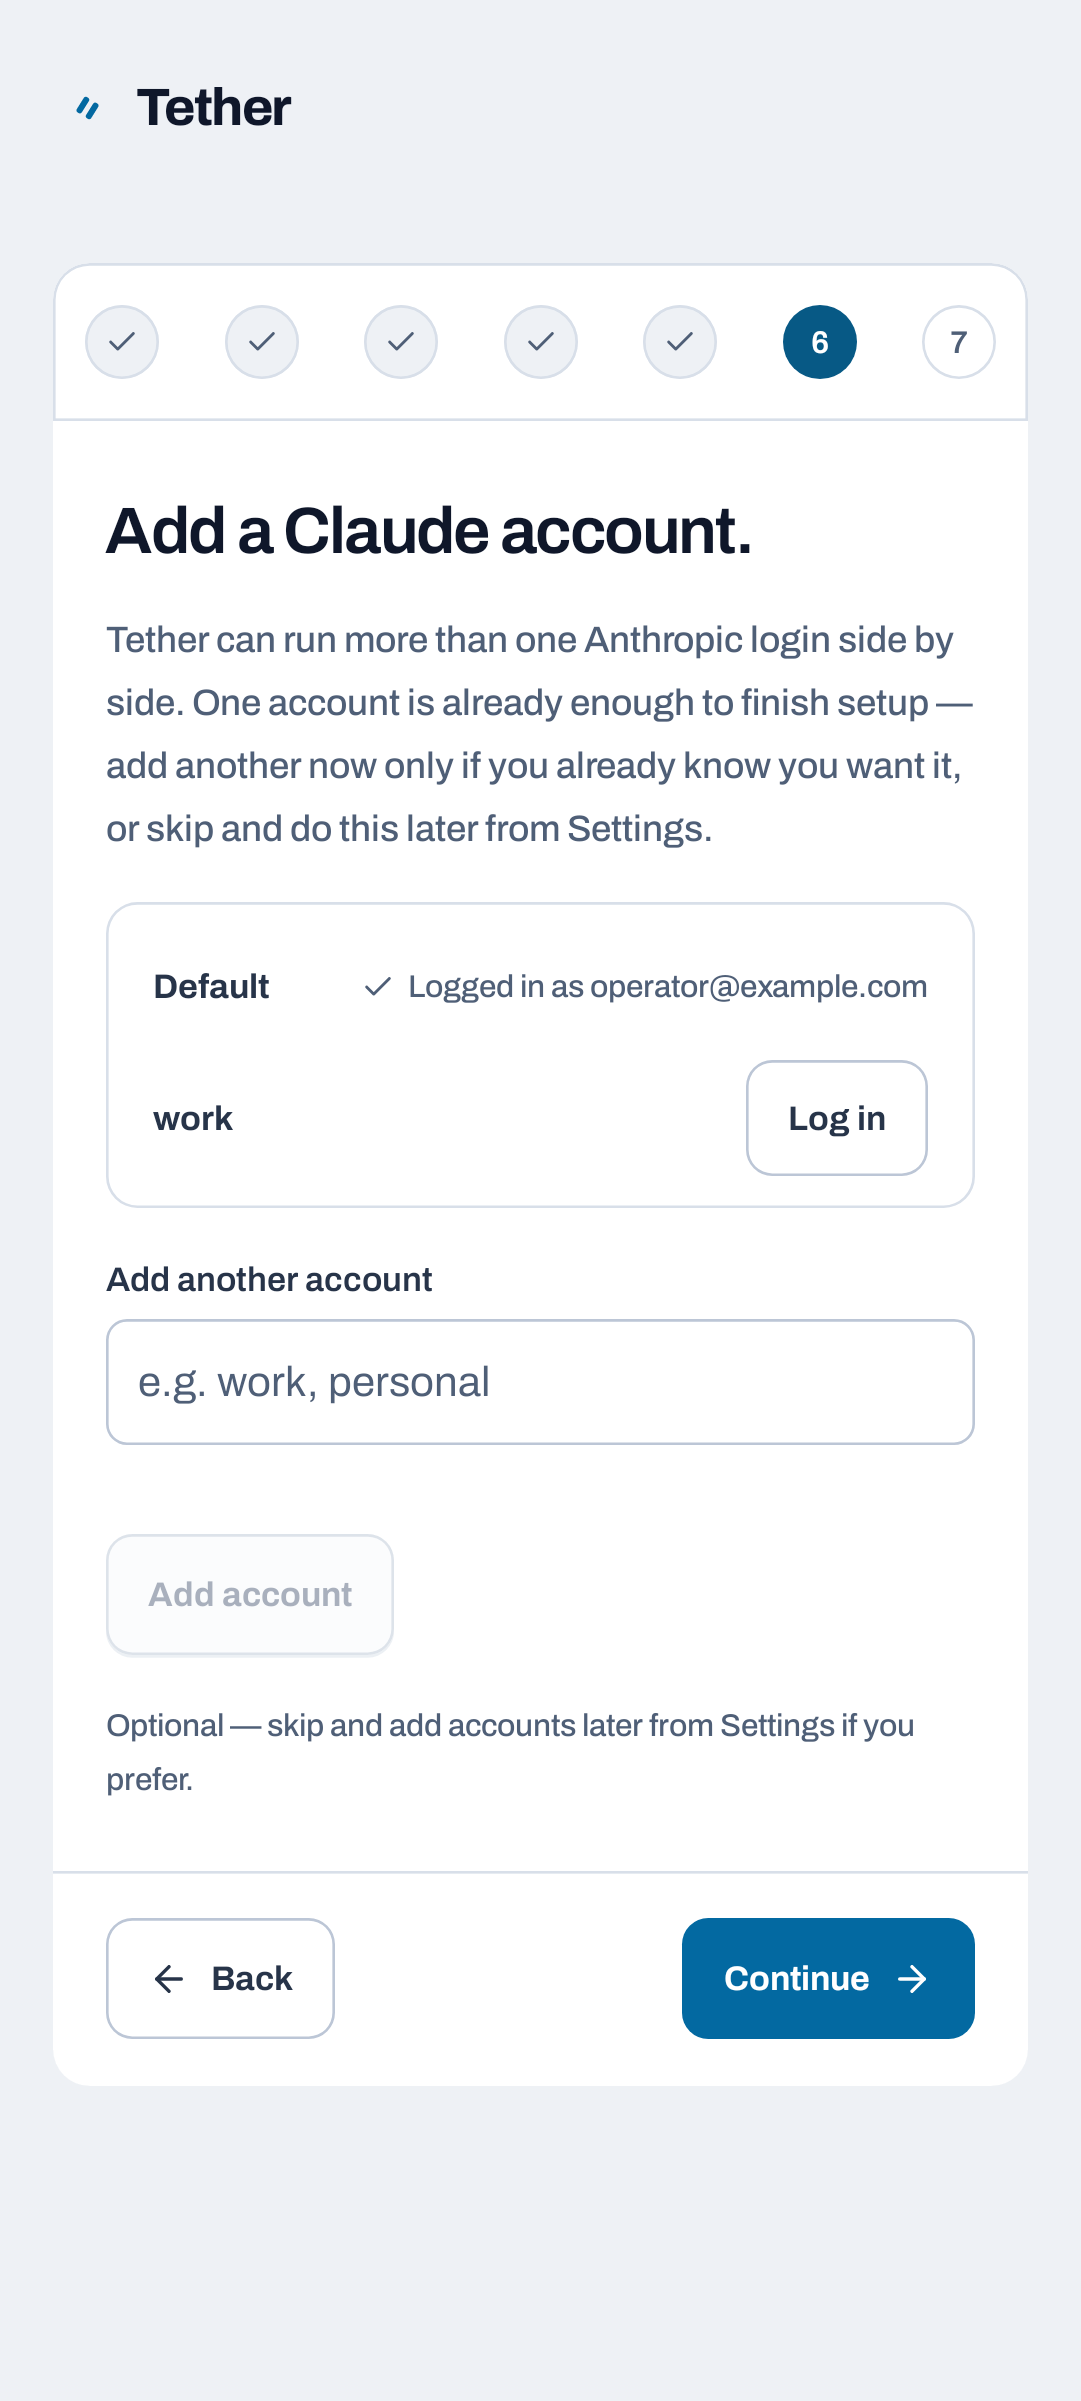 Tether
6
7
Add a Claude account.
Tether can run more than one Anthropic login side by
side. One account is already enough to finish setup —
add another now only if you already know you want it,
or skip and do this later from Settings.
Default
Logged in as operator@example.com
work
Log in
Add another account
e.g. work, personal
Add account
Optional — skip and add accounts later from Settings if you
prefer.
Back
Continue